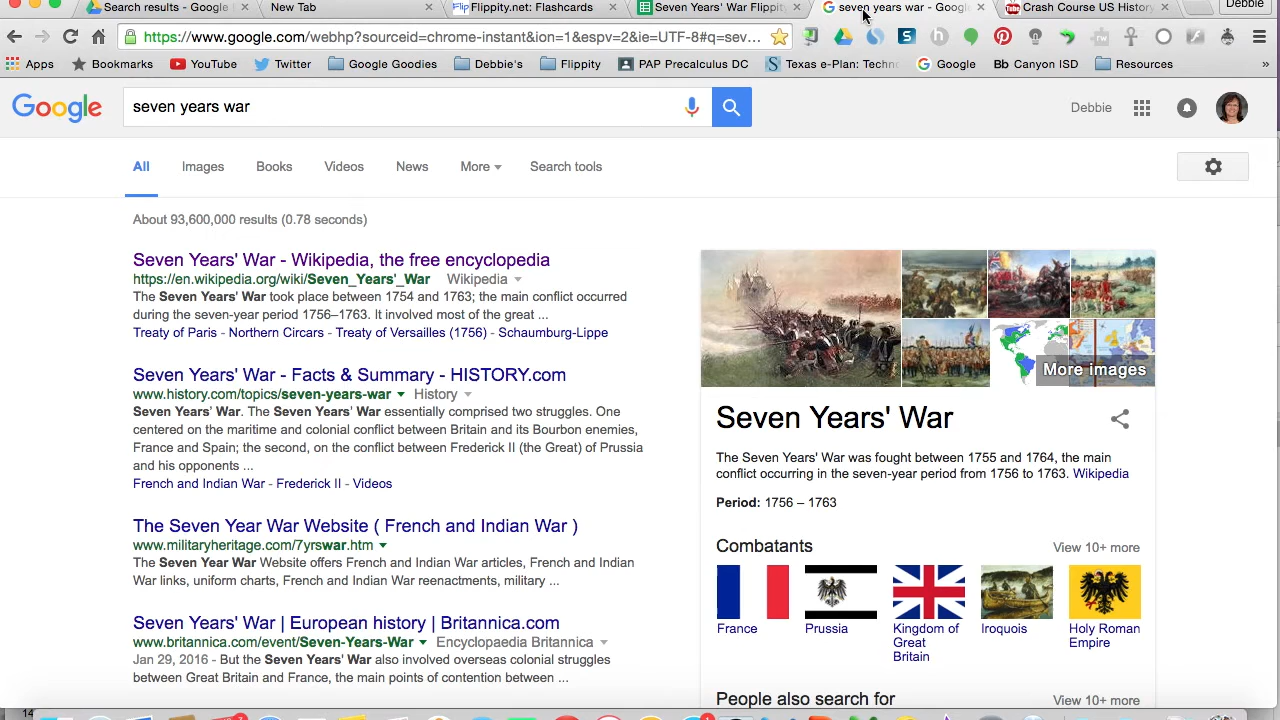 Search results - Google
New Tab
Flippity.net: Flashcards
Seven Years' War Flippity
seven years war - Google
Crash Course US History
Debbie
https://www.google.com/webhp?sourceid=chrome-instant&ion=1&espv=2&ie=UTF-8#q=sev...
Apps
Bookmarks
YouTube
Twitter
Google Goodies
Debbie's
Flippity
PAP Precalculus DC
Texas e-Plan: Techno
Google
Bb Canyon ISD
Resources
»
Google
seven years war
Debbie
All
Images
Books
Videos
News
More
Search tools
About 93,600,000 results (0.78 seconds)
Seven Years' War - Wikipedia, the free encyclopedia
https://en.wikipedia.org/wiki/Seven_Years'_War Wikipedia
The Seven Years' War took place between 1754 and 1763; the main conflict occurred
during the seven-year period 1756–1763. It involved most of the great ...
Treaty of Paris - Northern Circars - Treaty of Versailles (1756) - Schaumburg-Lippe
Seven Years' War - Facts & Summary - HISTORY.com
www.history.com/topics/seven-years-war History
Seven Years' War. The Seven Years' War essentially comprised two struggles. One
centered on the maritime and colonial conflict between Britain and its Bourbon enemies,
France and Spain; the second, on the conflict between Frederick II (the Great) of Prussia
and his opponents ...
French and Indian War - Frederick II - Videos
The Seven Year War Website ( French and Indian War )
www.militaryheritage.com/7yrswar.htm
The Seven Year War Website offers French and Indian War articles, French and Indian
War links, uniform charts, French and Indian War reenactments, military ...
Seven Years' War | European history | Britannica.com
www.britannica.com/event/Seven-Years-War Encyclopaedia Britannica
Jan 29, 2016 - But the Seven Years' War also involved overseas colonial struggles
between Great Britain and France, the main points of contention between ...
More images
Seven Years' War
The Seven Years' War was fought between 1755 and 1764, the main
conflict occurring in the seven-year period from 1756 to 1763. Wikipedia
Period: 1756 – 1763
Combatants
View 10+ more
France
Prussia
Kingdom of
Great
Britain
Iroquois
Holy Roman
Empire
People also search for
View 10+ more
14